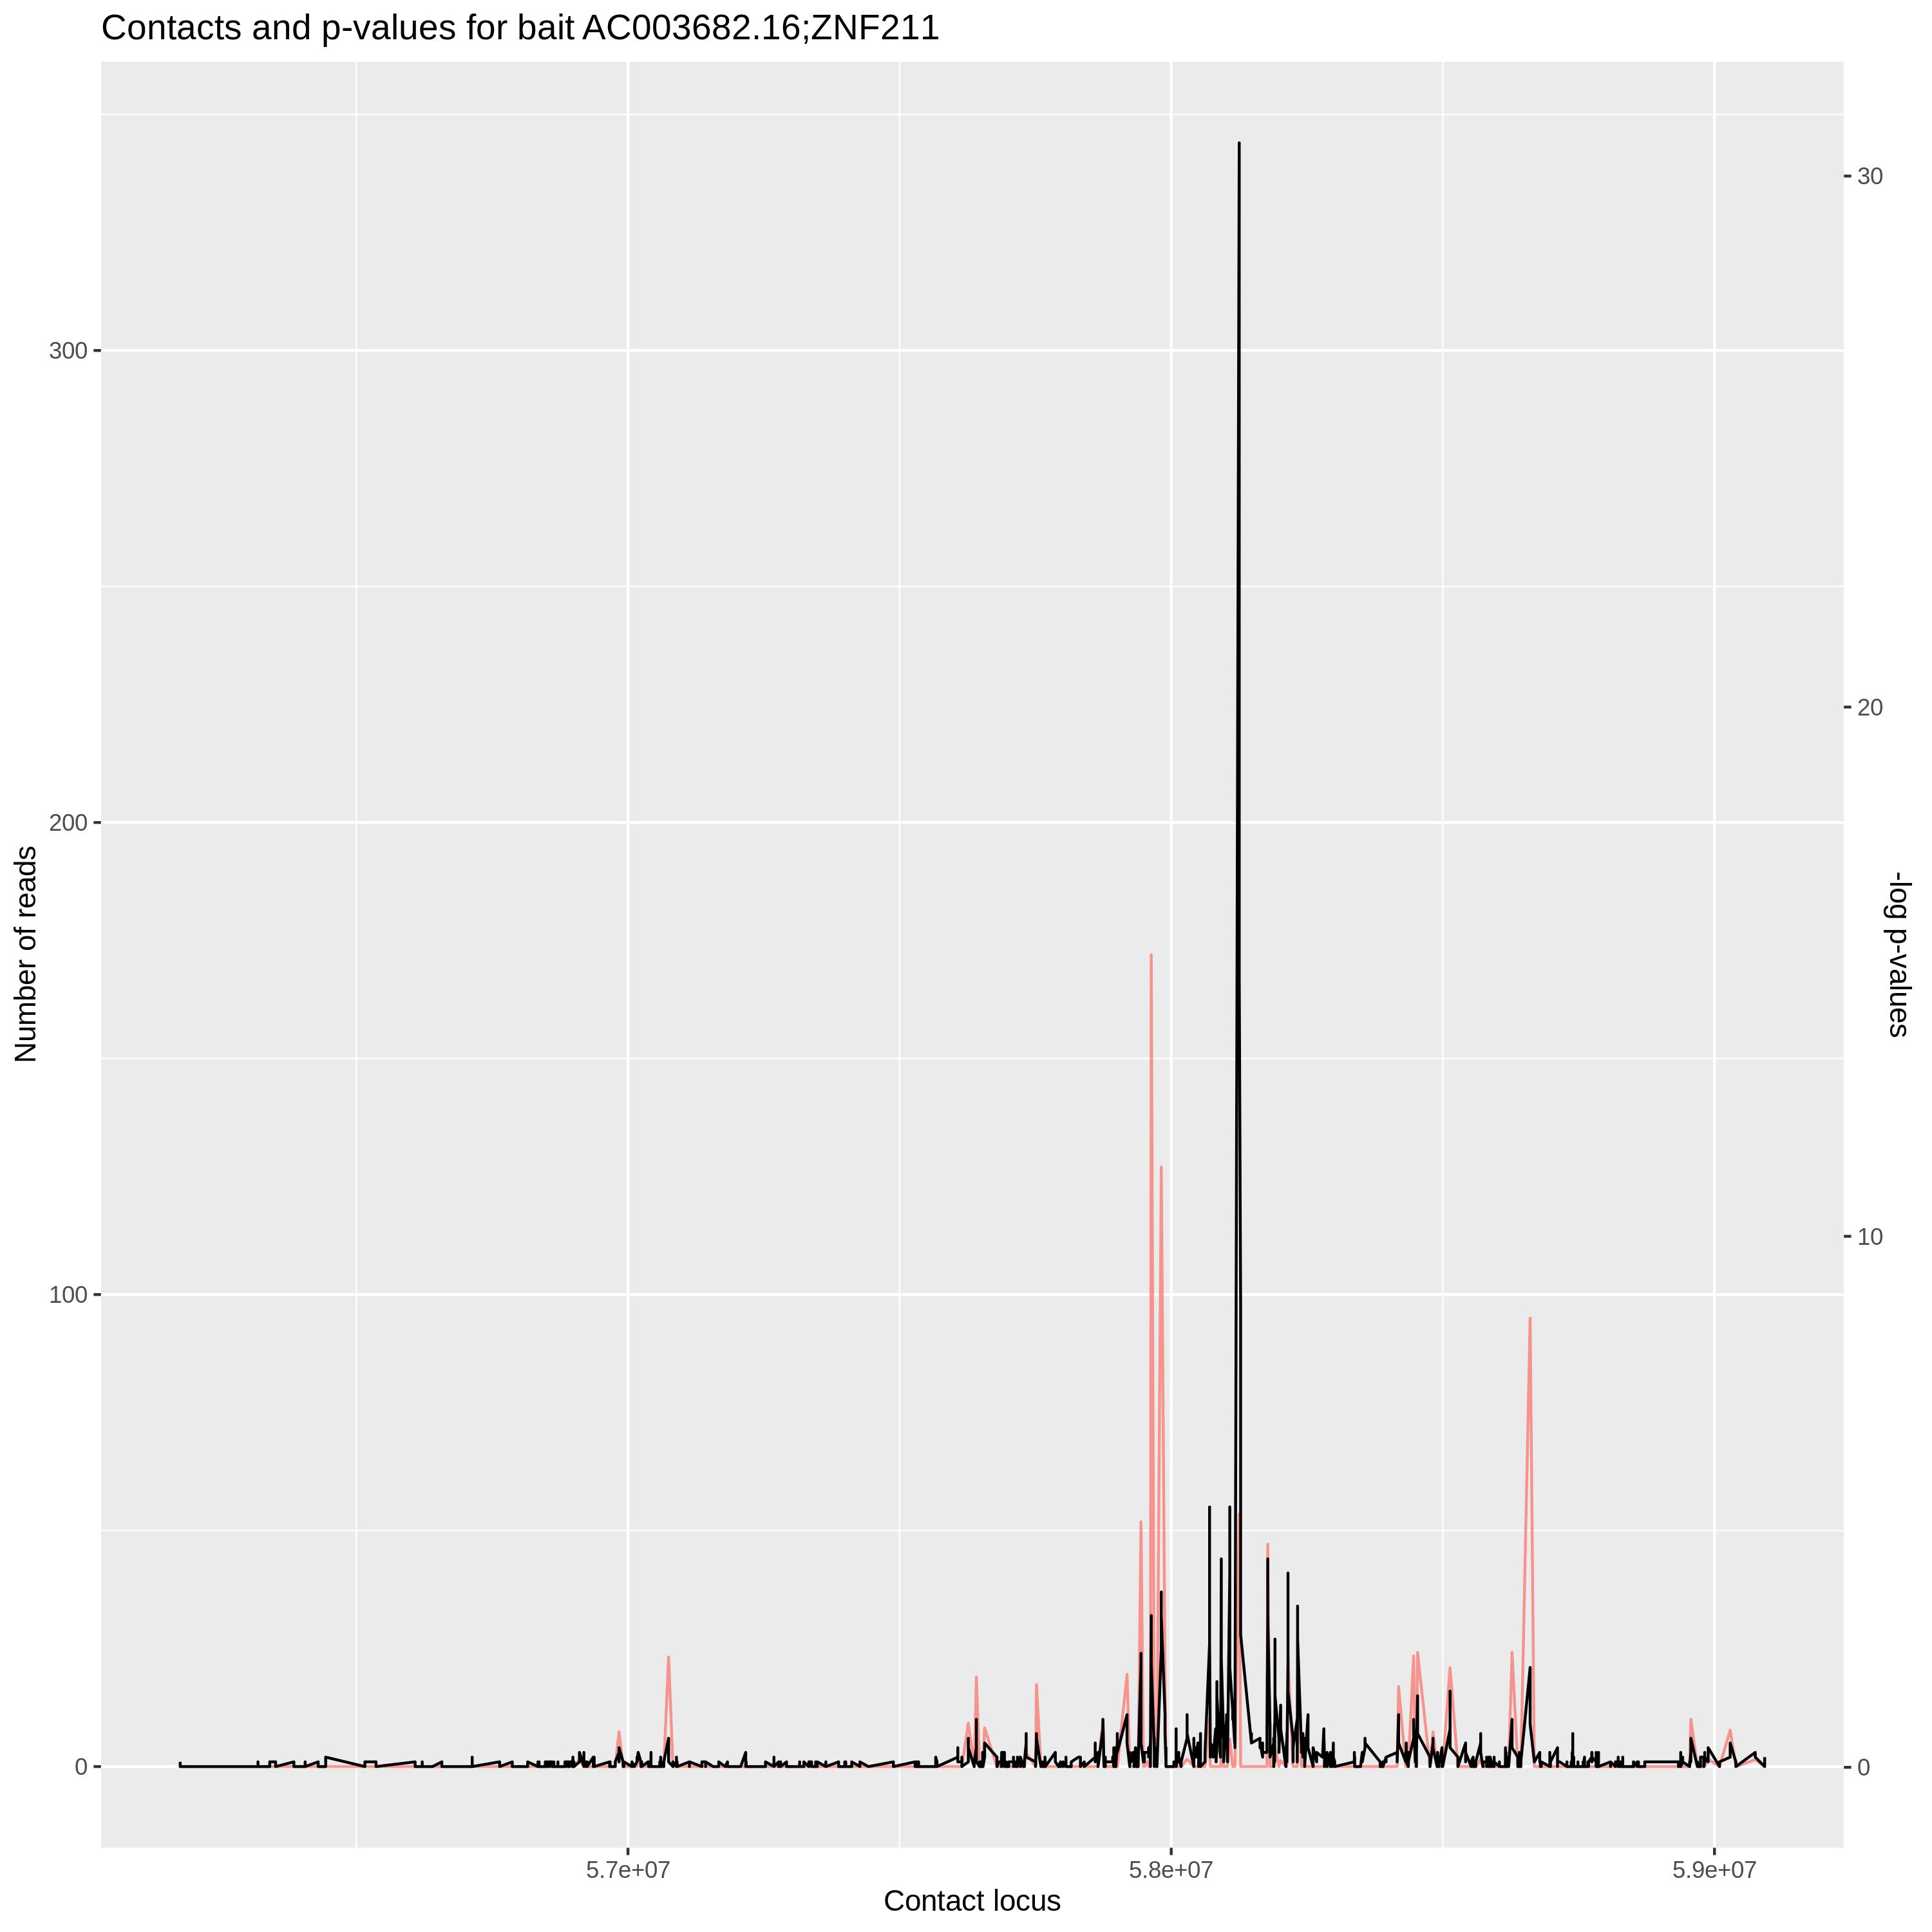 Contacts and p-values for bait AC003682.16;ZNF211
Number of reads
300
200
100
0
30
20
10
0
-log p-values
5.7e+07
5.8e+07
5.9e+07
Contact locus